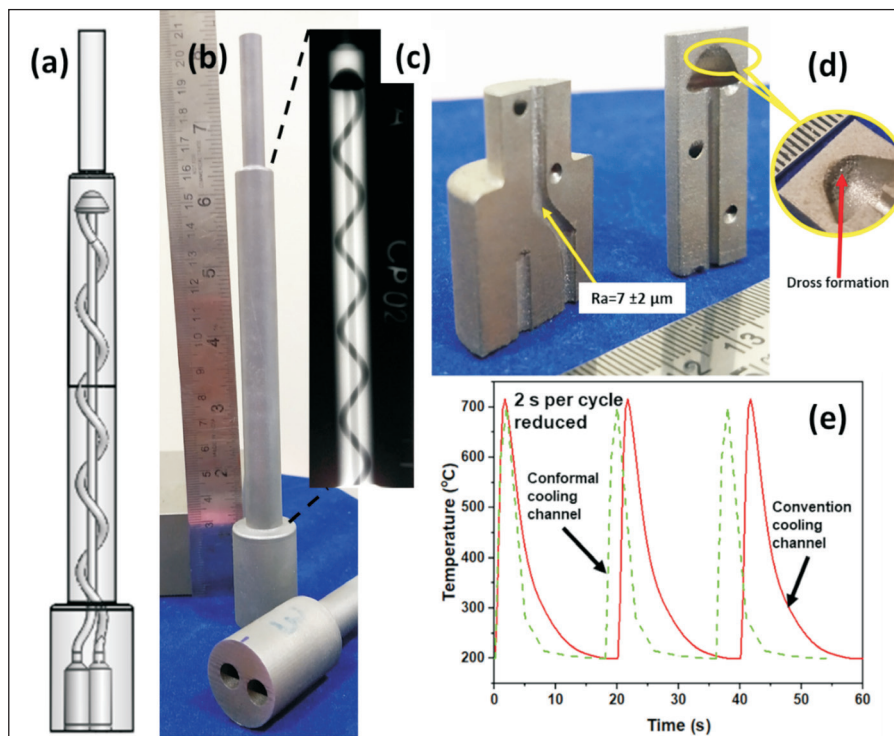 (a)
(b)
(c)
CP02
(d)
Dross formation
Ra=7 ±2 µm
(e)
2 s per cycle
reduced
Conformal
cooling
channel
Convention
cooling
channel
Temperature (°C)
700
600
500
400
300
200
0 10 20 30 40 50 60
Time (s)